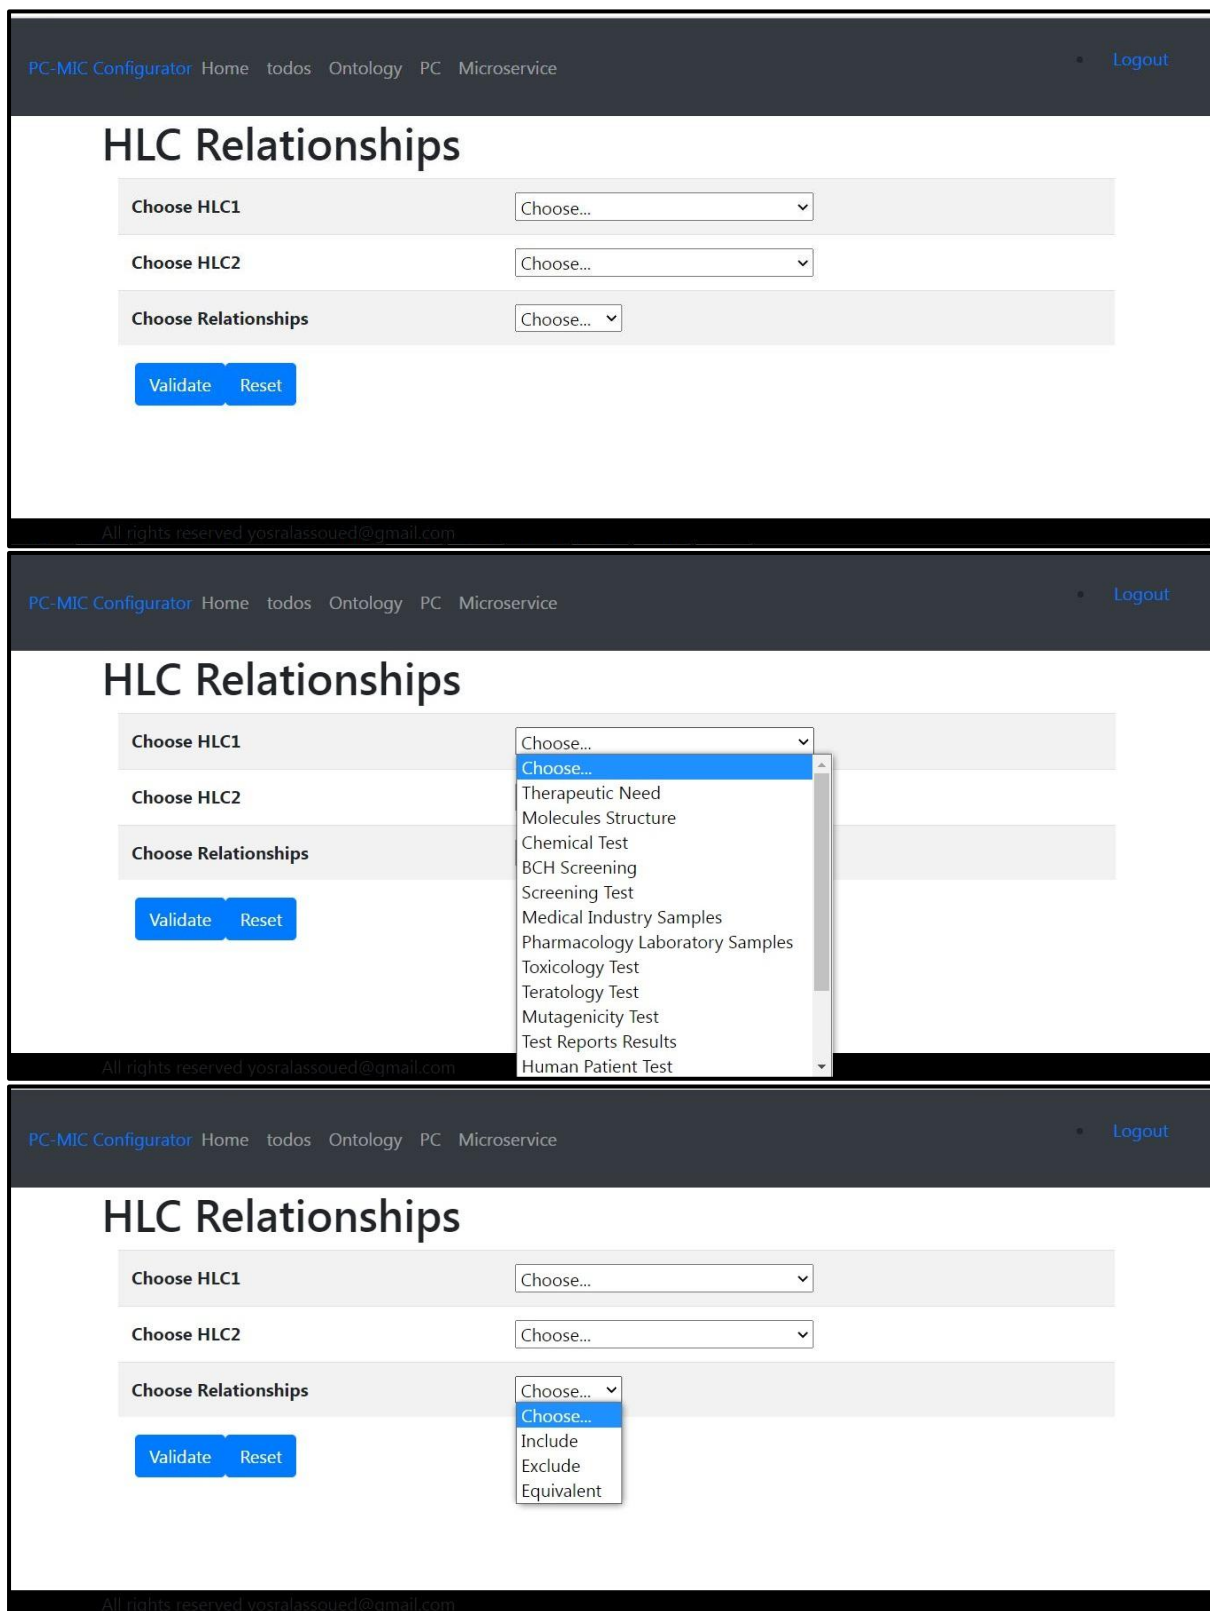 PC-MIC Configurator Home todos Ontology PC Microservice Logout
HLC Relationships
Choose HLC1 Choose...
Choose HLC2 Choose...
Choose Relationships Choose...
Validate Reset
All rights reserved yosralassoued@gmail.com
PC-MIC Configurator Home todos Ontology PC Microservice Logout
HLC Relationships
Choose HLC1 Choose...
Choose...
Therapeutic Need
Choose HLC2
Molecules Structure
Chemical Test
Choose Relationships
BCH Screening
Screening Test
Validate Reset
Medical Industry Samples
Pharmacology Laboratory Samples
Toxicology Test
Teratology Test
Mutagenicity Test
Test Reports Results
All rights reserved yosralassoued@gmail.com
Human Patient Test
PC-MIC Configurator Home todos Ontology PC Microservice Logout
HLC Relationships
Choose HLC1 Choose...
Choose HLC2 Choose...
Choose Relationships Choose...
Choose...
Include
Validate Reset
Exclude
Equivalent
All rights reserved yosralassoued@gmail.com